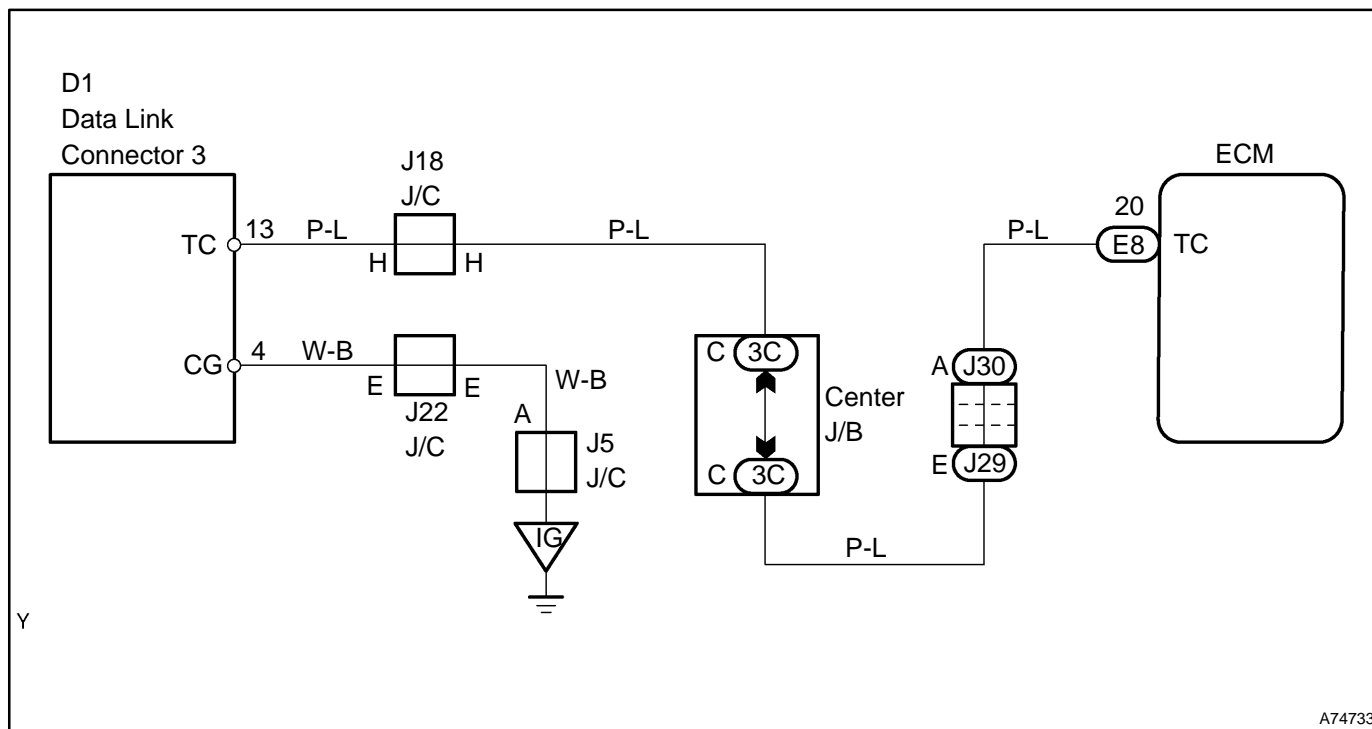 D1
Data Link
Connector 3
J18
J/C
ECM
TC
13
P-L
H
H
P-L
P-L
20
E8
TC
CG
4
W-B
E
E
W-B
J22
J/C
A
J5
J/C
IG
C
3C
Center
J/B
C
3C
A
J30
E
J29
P-L
Y
A74733